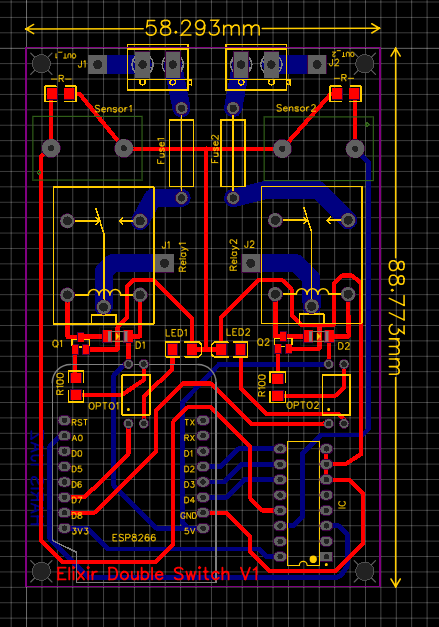 58.293mm
OUT_1
J1
J2
OUT_2
-R-
-R-
Sensor1
Sensor2
Fuse1
Fuse2
88.773mm
J1
Relay1
Relay2
J2
LED1
LED2
Q1
D1
Q2
D2
R100
OPTO1
R100
OPTO2
RST
TX
A0
RX
D0
D1
D5
D2
D6
D3
D7
D4
D8
GND
3V3
5V
ESP8266
IC
Elixir Double Switch V1